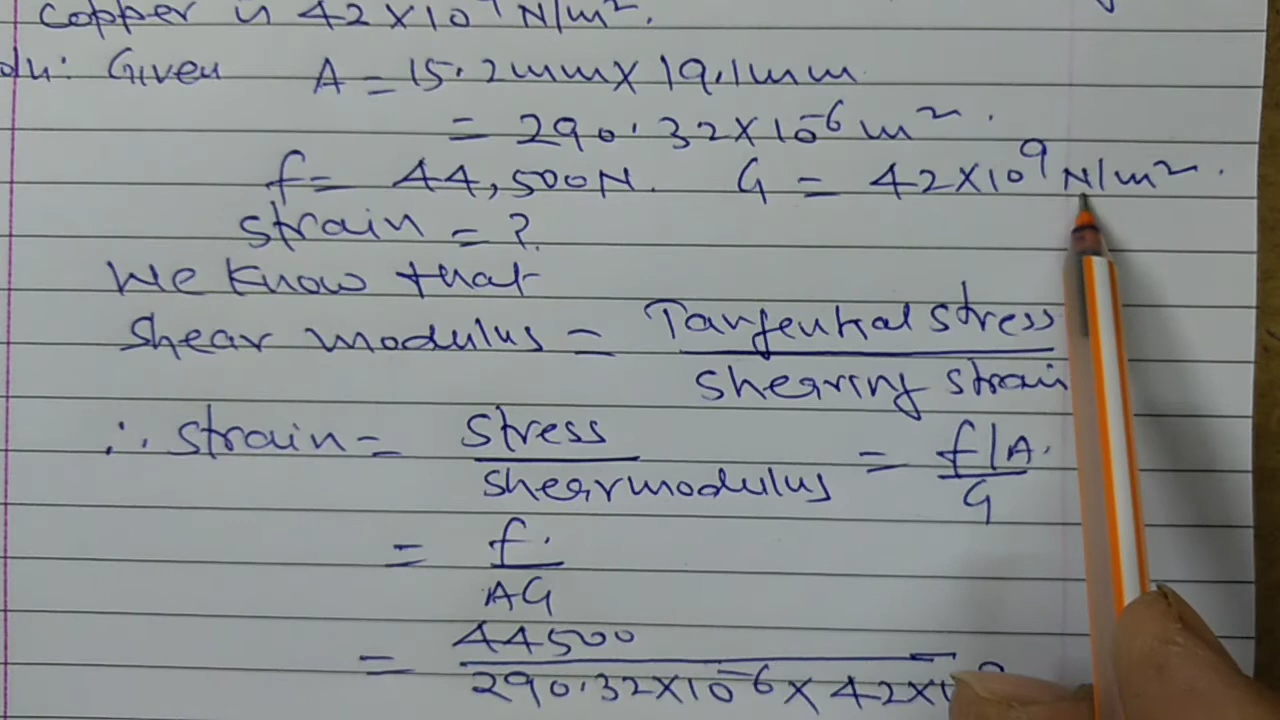 copper is 42×10⁹ N/m².
Given A = 15.2mm × 19.1mm
= 290.32×10⁻⁶ m².
f = 44,500N. G = 42×10⁹ N/m².
strain = ?
We know that
Shear modulus = Tangential stress / Shearing strain
∴ Strain = Stress / Shear modulus = f/A. / G
= f. / AG
= 44500 / 290.32×10⁻⁶ × 42×